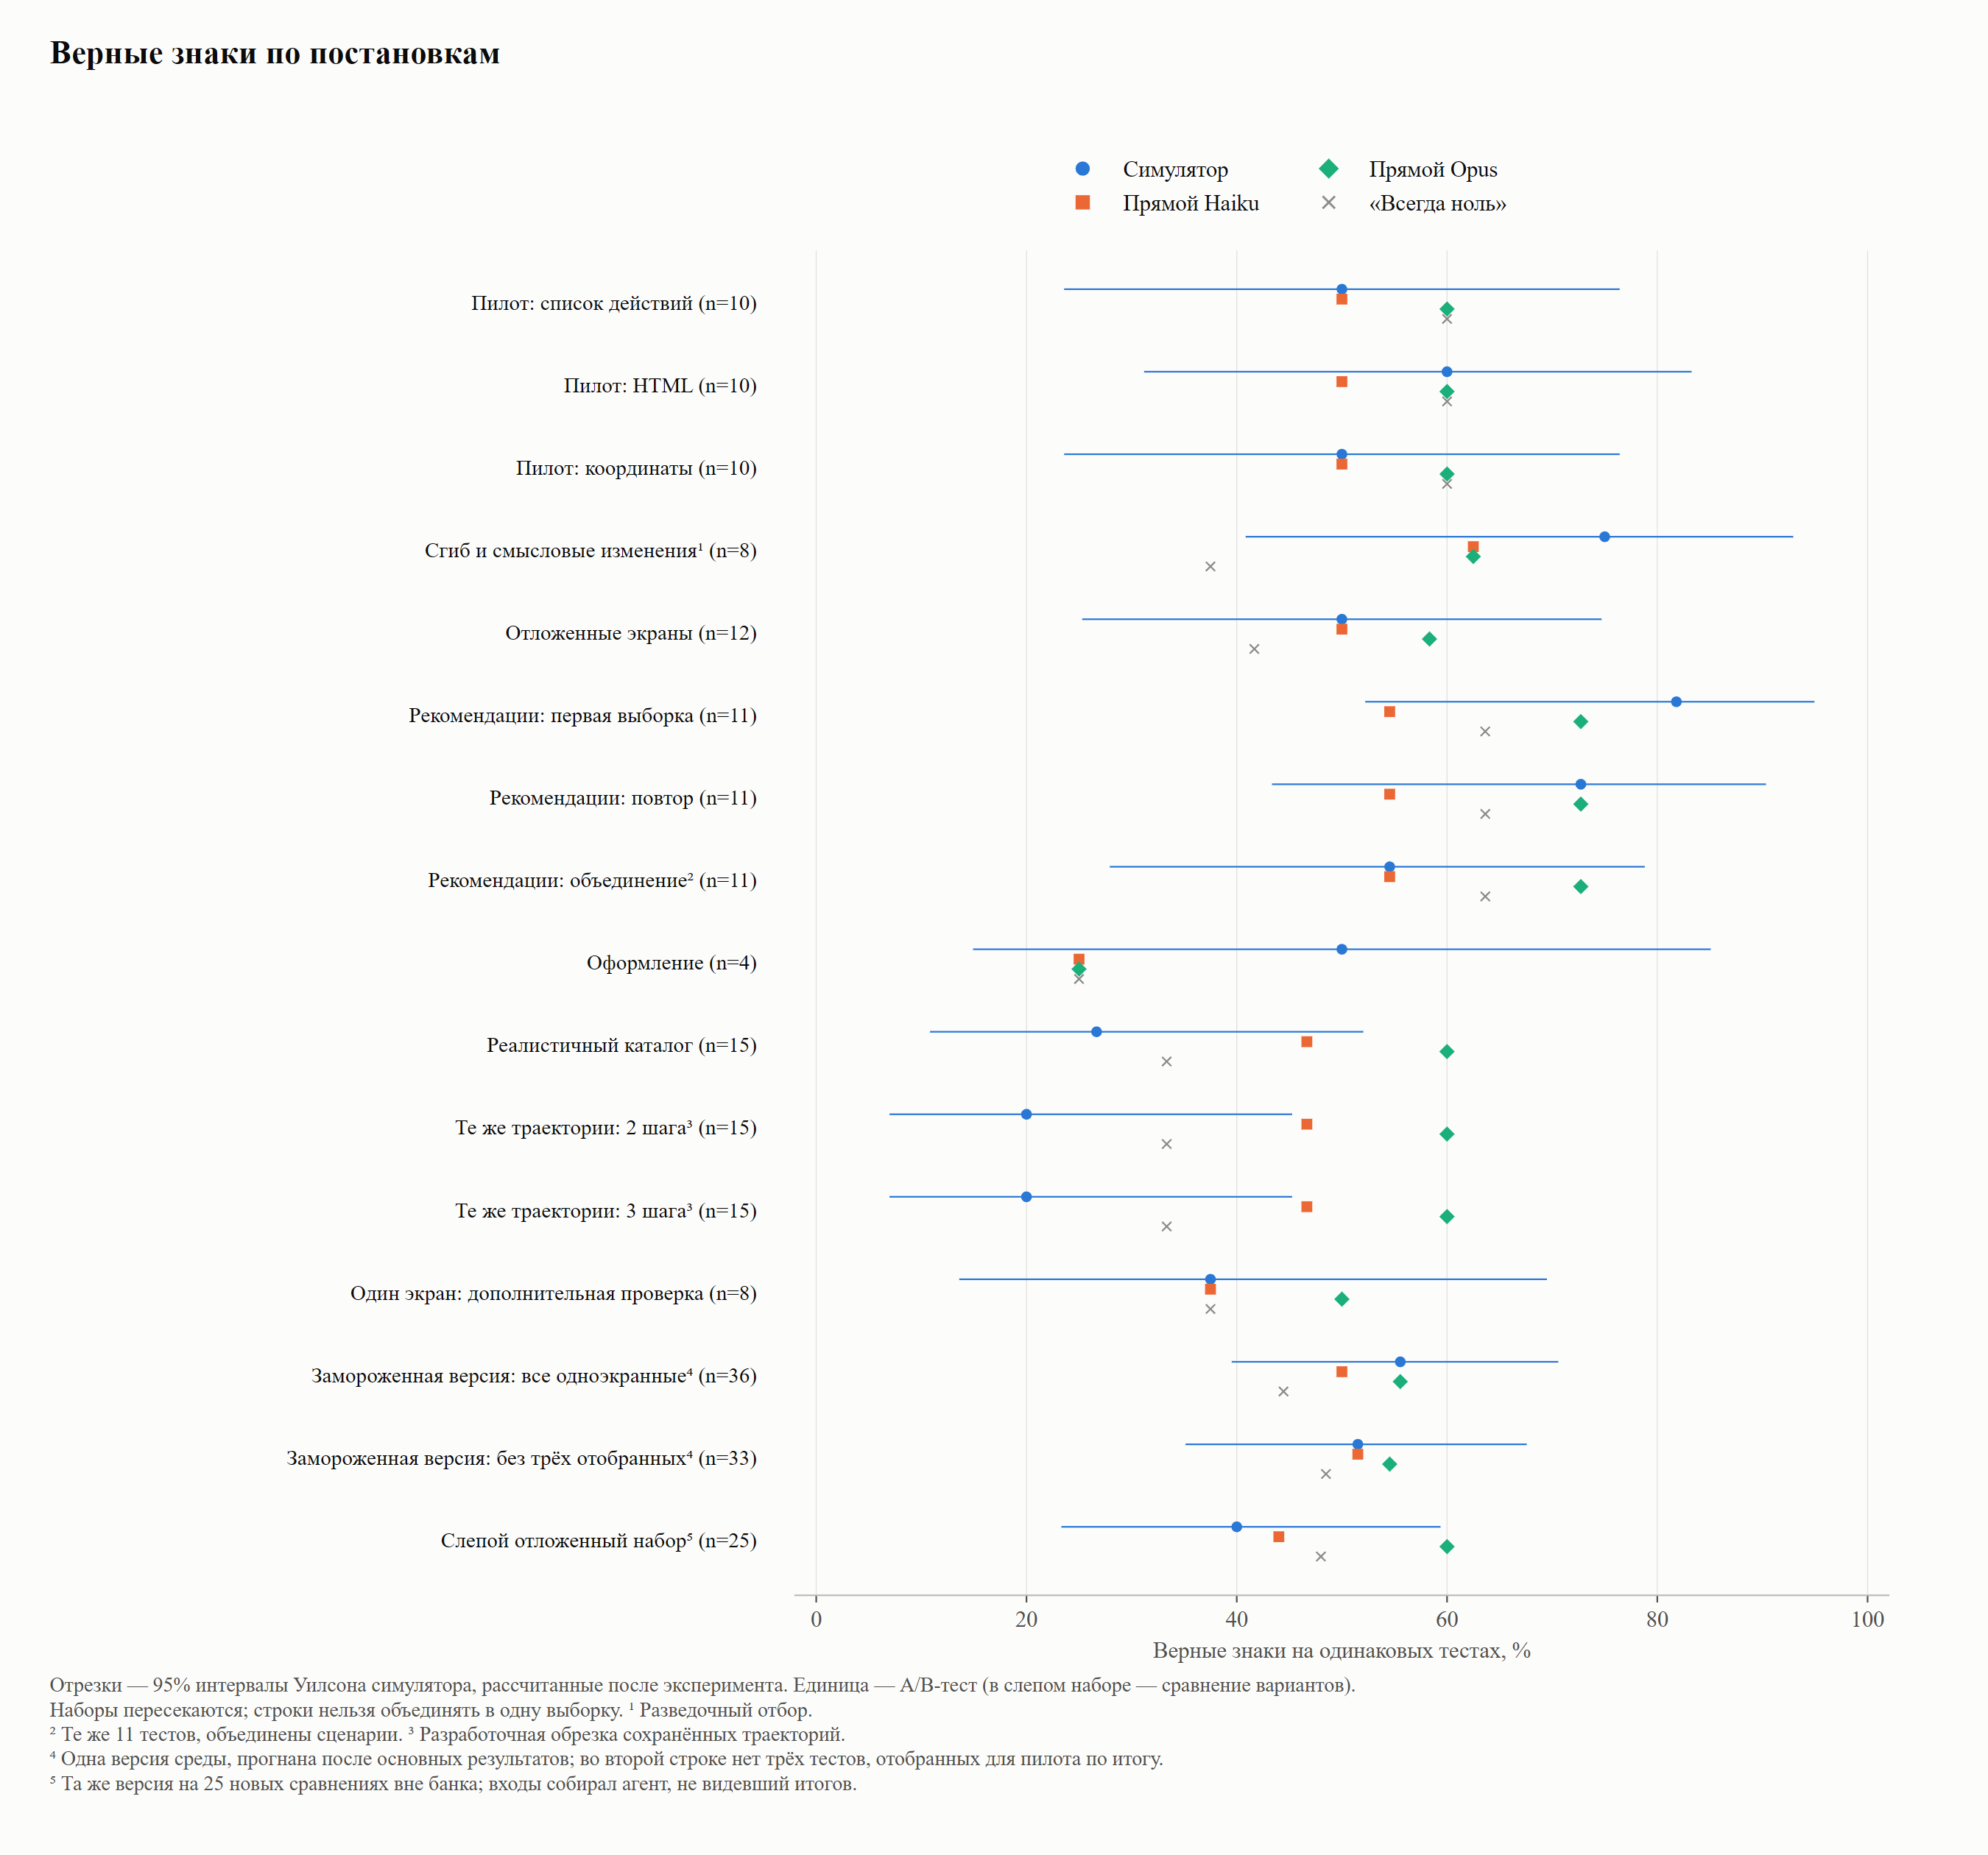 Верные знаки по постановкам
Симулятор
Прямой Opus
Прямой Haiku
«Всегда ноль»
Пилот: список действий (n=10)
Пилот: HTML (n=10)
Пилот: координаты (n=10)
Сгиб и смысловые изменения¹ (n=8)
Отложенные экраны (n=12)
Рекомендации: первая выборка (n=11)
Рекомендации: повтор (n=11)
Рекомендации: объединение² (n=11)
Оформление (n=4)
Реалистичный каталог (n=15)
Те же траектории: 2 шага³ (n=15)
Те же траектории: 3 шага³ (n=15)
Один экран: дополнительная проверка (n=8)
Замороженная версия: все одноэкранные⁴ (n=36)
Замороженная версия: без трёх отобранных⁴ (n=33)
Слепой отложенный набор⁵ (n=25)
0 20 40 60 80 100
Верные знаки на одинаковых тестах, %
Отрезки — 95% интервалы Уилсона симулятора, рассчитанные после эксперимента. Единица — A/B-тест (в слепом наборе — сравнение вариантов).
Наборы пересекаются; строки нельзя объединять в одну выборку. ¹ Разведочный отбор.
² Те же 11 тестов, объединены сценарии. ³ Разработочная обрезка сохранённых траекторий.
⁴ Одна версия среды, прогнана после основных результатов; во второй строке нет трёх тестов, отобранных для пилота по итогу.
⁵ Та же версия на 25 новых сравнениях вне банка; входы собирал агент, не видевший итогов.